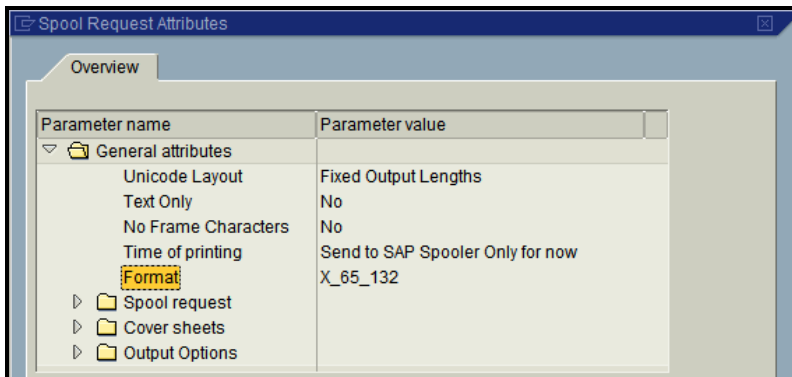 Spool Request Attributes
Overview
Parameter name Parameter value
General attributes
Unicode Layout Fixed Output Lengths
Text Only No
No Frame Characters No
Time of printing Send to SAP Spooler Only for now
Format X_65_132
Spool request
Cover sheets
Output Options